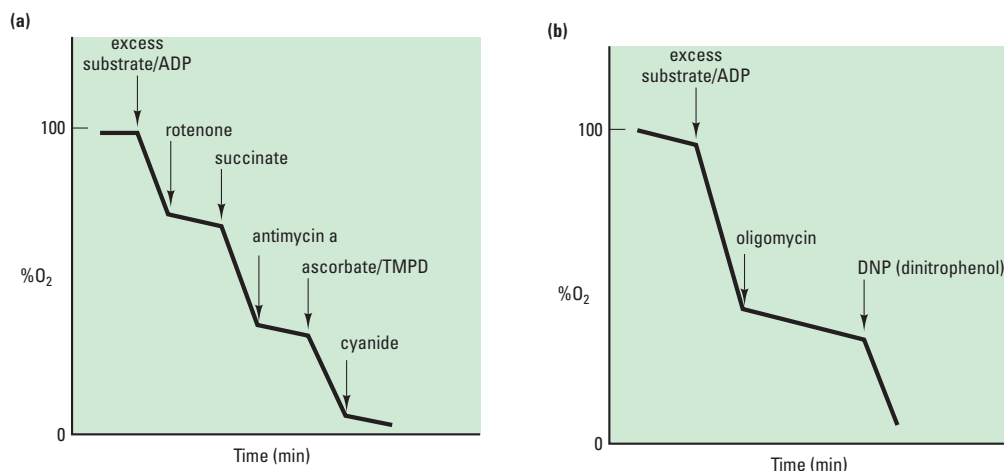 (a)
excess
substrate/ADP
100
rotenone
succinate
antimycin a
ascorbate/TMPD
%O₂
cyanide
0
Time (min)
(b)
excess
substrate/ADP
100
oligomycin
DNP (dinitrophenol)
%O₂
0
Time (min)